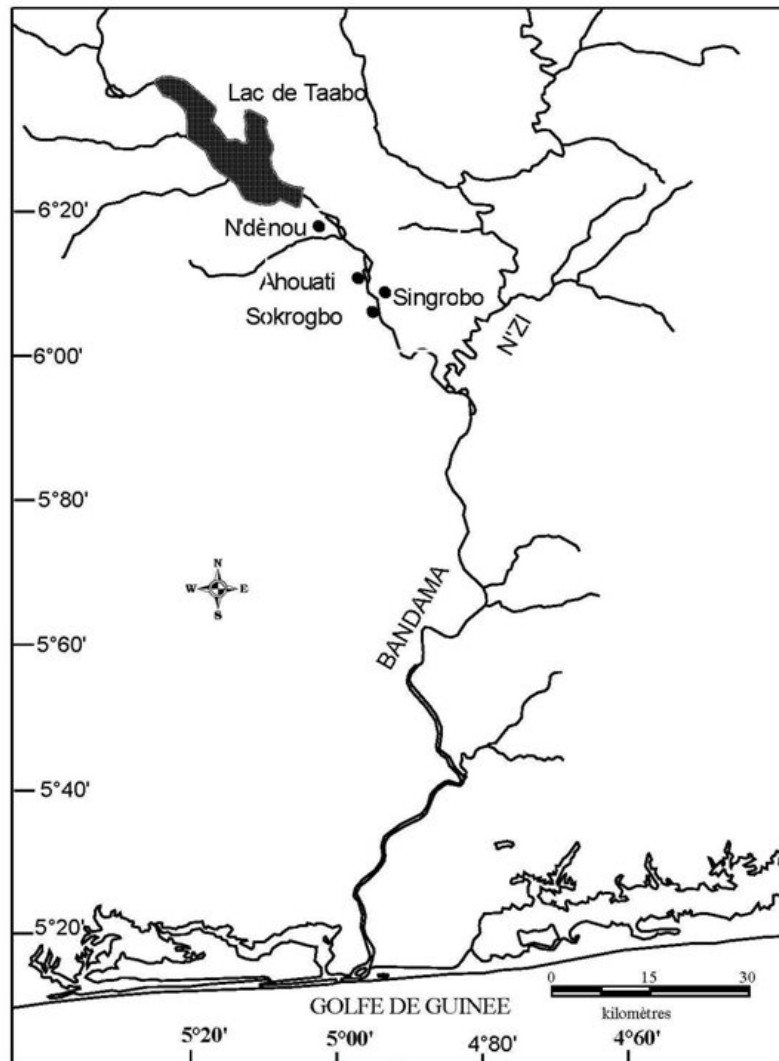 Lac de Taabo
6°20'
N'dènou
Ahouati
Singrobo
Sokrogbo
N'ZI
6°00'
5°80'
N
W E
S
BANDAMA
5°60'
5°40'
5°20'
0 15 30
kilomètres
GOLFE DE GUINEE
5°20' 5°00' 4°80' 4°60'